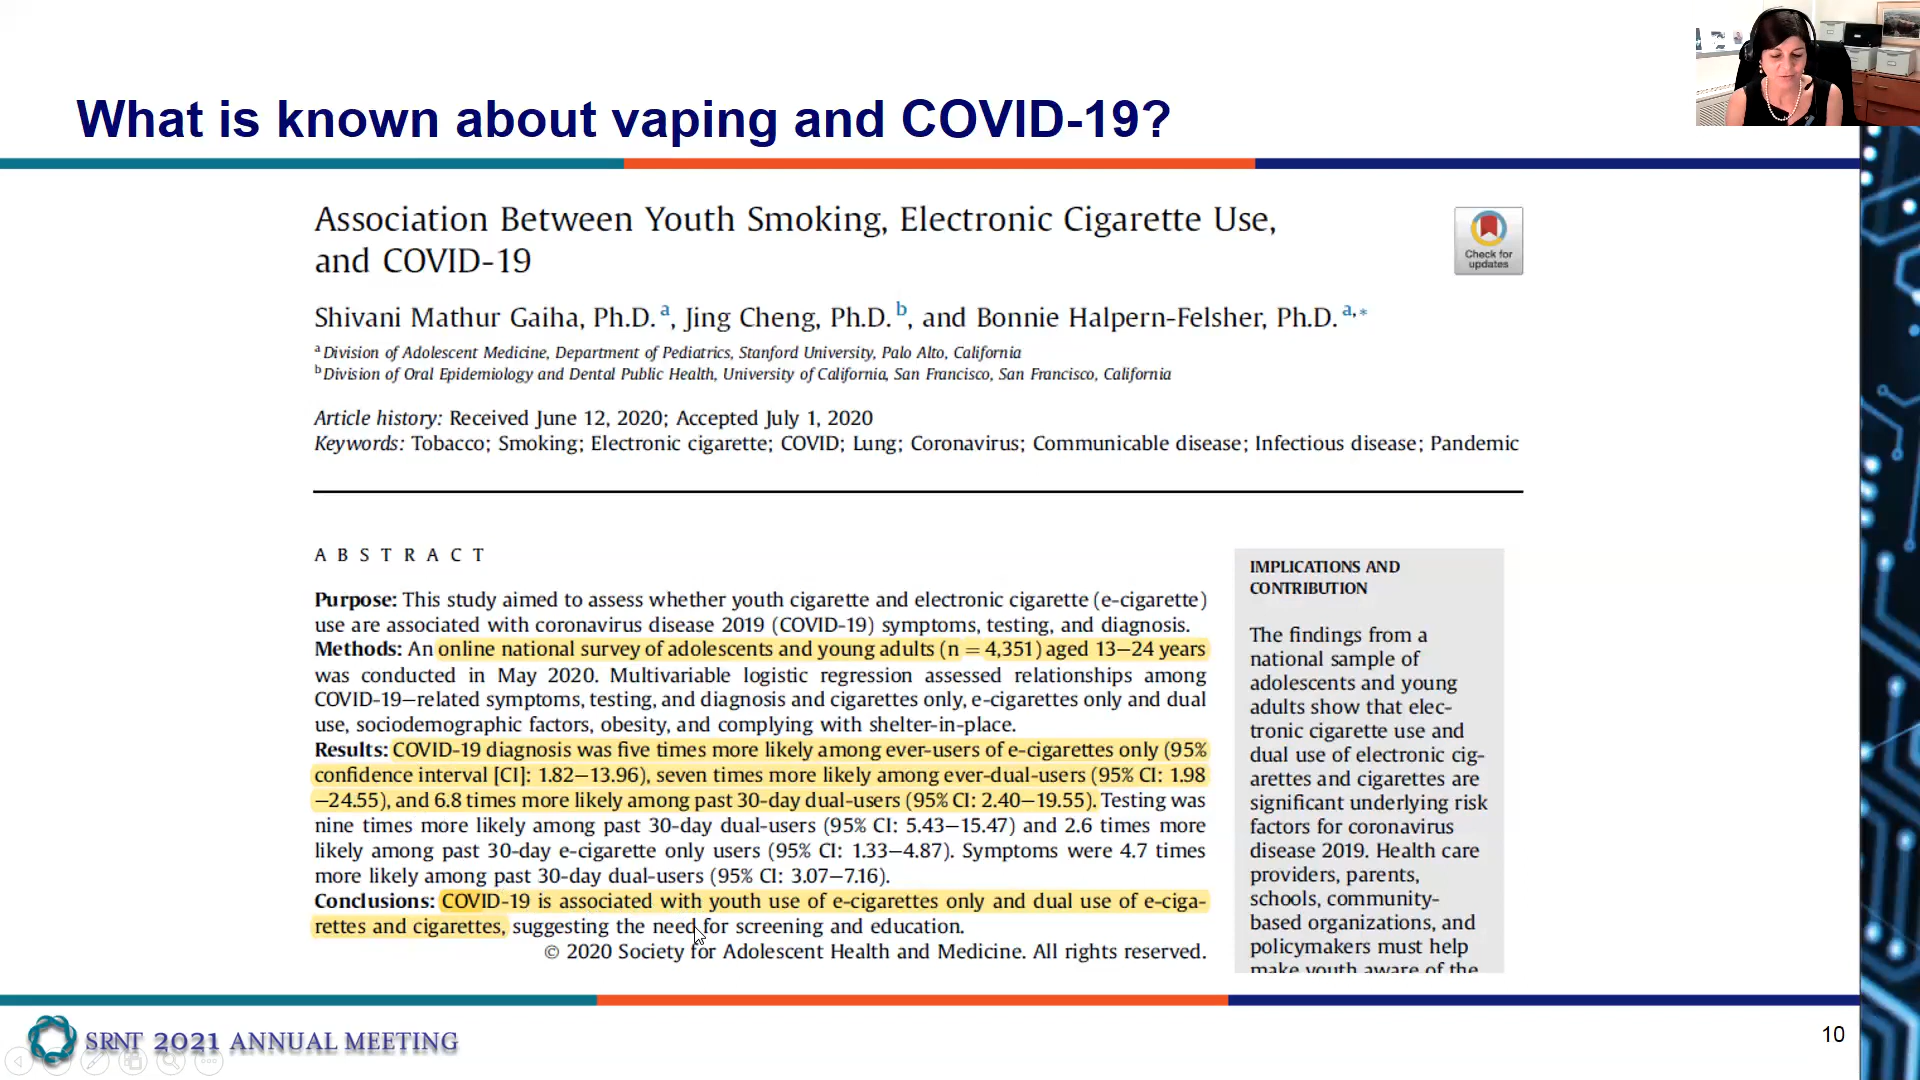 What is known about vaping and COVID-19?
Association Between Youth Smoking, Electronic Cigarette Use,
and COVID-19
Check for
updates
Shivani Mathur Gaiha, Ph.D. a, Jing Cheng, Ph.D. b, and Bonnie Halpern-Felsher, Ph.D. a,*
a Division of Adolescent Medicine, Department of Pediatrics, Stanford University, Palo Alto, California
b Division of Oral Epidemiology and Dental Public Health, University of California, San Francisco, San Francisco, California
Article history: Received June 12, 2020; Accepted July 1, 2020
Keywords: Tobacco; Smoking; Electronic cigarette; COVID; Lung; Coronavirus; Communicable disease; Infectious disease; Pandemic
ABSTRACT
Purpose: This study aimed to assess whether youth cigarette and electronic cigarette (e-cigarette)
use are associated with coronavirus disease 2019 (COVID-19) symptoms, testing, and diagnosis.
Methods: An online national survey of adolescents and young adults (n = 4,351) aged 13–24 years
was conducted in May 2020. Multivariable logistic regression assessed relationships among
COVID-19–related symptoms, testing, and diagnosis and cigarettes only, e-cigarettes only and dual
use, sociodemographic factors, obesity, and complying with shelter-in-place.
Results: COVID-19 diagnosis was five times more likely among ever-users of e-cigarettes only (95%
confidence interval [CI]: 1.82–13.96), seven times more likely among ever-dual-users (95% CI: 1.98
–24.55), and 6.8 times more likely among past 30-day dual-users (95% CI: 2.40–19.55). Testing was
nine times more likely among past 30-day dual-users (95% CI: 5.43–15.47) and 2.6 times more
likely among past 30-day e-cigarette only users (95% CI: 1.33–4.87). Symptoms were 4.7 times
more likely among past 30-day dual-users (95% CI: 3.07–7.16).
Conclusions: COVID-19 is associated with youth use of e-cigarettes only and dual use of e-ciga-
rettes and cigarettes, suggesting the need for screening and education.
© 2020 Society for Adolescent Health and Medicine. All rights reserved.
IMPLICATIONS AND
CONTRIBUTION
The findings from a
national sample of
adolescents and young
adults show that elec-
tronic cigarette use and
dual use of electronic cig-
arettes and cigarettes are
significant underlying risk
factors for coronavirus
disease 2019. Health care
providers, parents,
schools, community-
based organizations, and
policymakers must help
make youth aware of the
SRNT 2021 ANNUAL MEETING
10